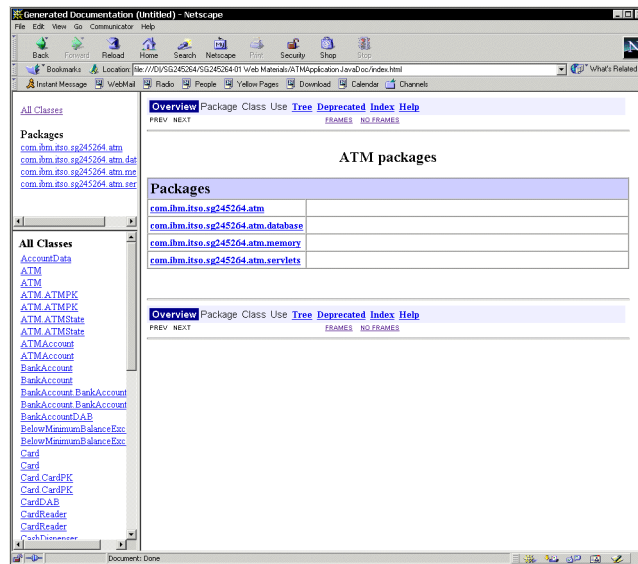 Generated Documentation (Untitled) - Netscape
File Edit View Go Communicator Help
Back Forward Reload Home Search Netscape Print Security Shop Stop
Bookmarks Location: file:///D|/SG245264/SG245264-01 Web Materials/ATMApplication JavaDoc/index.html What's Related
Instant Message WebMail Radio People Yellow Pages Download Calendar Channels
All Classes
Packages
com.ibm.itso.sg245264.atm
com.ibm.itso.sg245264.atm.dat
com.ibm.itso.sg245264.atm.me
com.ibm.itso.sg245264.atm.ser
All Classes
AccountData
ATM
ATM
ATM.ATMPK
ATM.ATMPK
ATM.ATMState
ATM.ATMState
ATMAccount
ATMAccount
BankAccount
BankAccount
BankAccount.BankAccount
BankAccount.BankAccount
BankAccountDAB
BelowMinimumBalanceExc
BelowMinimumBalanceExc
Card
Card
Card.CardPK
Card.CardPK
CardDAB
CardReader
CardReader
CashDispenser
Overview Package Class Use Tree Deprecated Index Help
PREV NEXT FRAMES NO FRAMES
ATM packages
Packages
com.ibm.itso.sg245264.atm
com.ibm.itso.sg245264.atm.database
com.ibm.itso.sg245264.atm.memory
com.ibm.itso.sg245264.atm.servlets
Overview Package Class Use Tree Deprecated Index Help
PREV NEXT FRAMES NO FRAMES
Document: Done